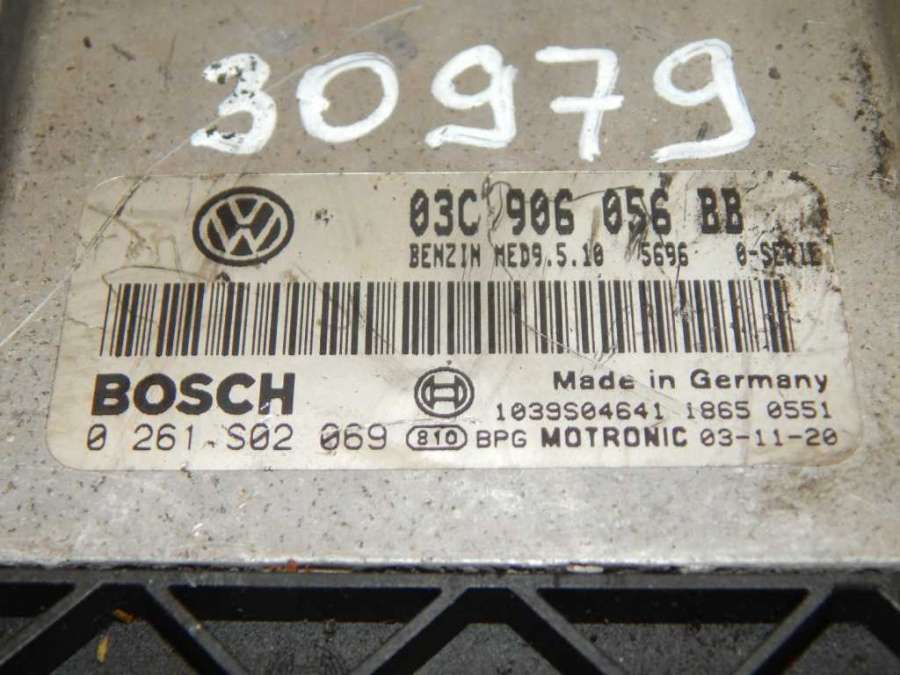 30979
03C 906 056 BB
BENZIN MED9.5.10 5696 0-SERIE
BOSCH
Made in Germany
1039S04641 1865 0551
0 261 S02 069 810 BPG MOTRONIC 03-11-20